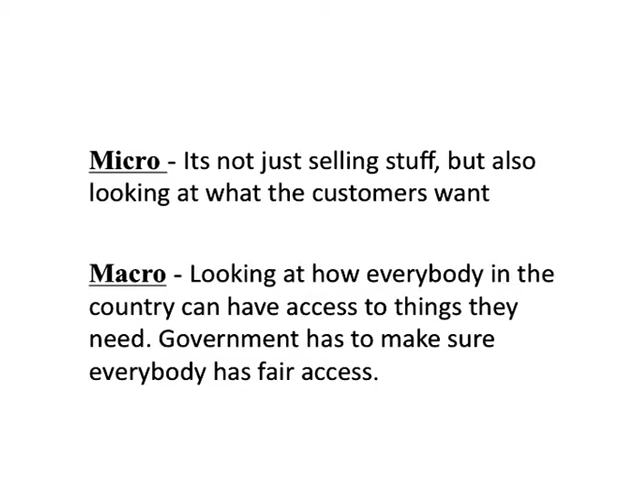 Micro - Its not just selling stuff, but also
looking at what the customers want
Macro - Looking at how everybody in the
country can have access to things they
need. Government has to make sure
everybody has fair access.